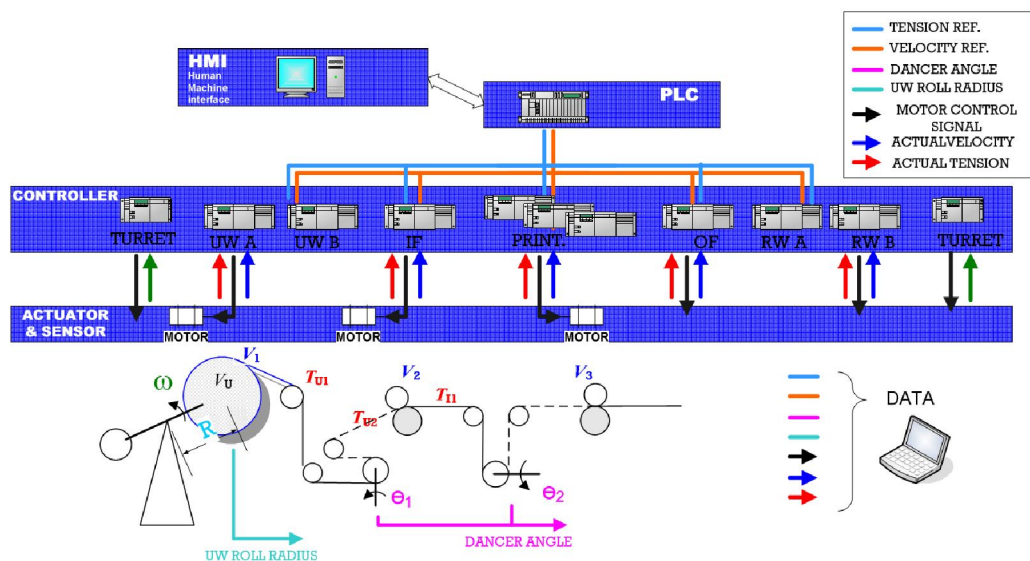 HMI
Human
Machine
interface
PLC
TENSION REF.
VELOCITY REF.
DANCER ANGLE
UW ROLL RADIUS
MOTOR CONTROL
SIGNAL
ACTUALVELOCITY
ACTUAL TENSION
CONTROLLER
TURRET
UW A
UW B
IF
PRINT.
OF
RW A
RW B
TURRET
ACTUATOR
& SENSOR
MOTOR
MOTOR
MOTOR
V1
VU
TU1
V2
TI1
V3
ω
R
TU2
Θ1
Θ2
DATA
UW ROLL RADIUS
DANCER ANGLE